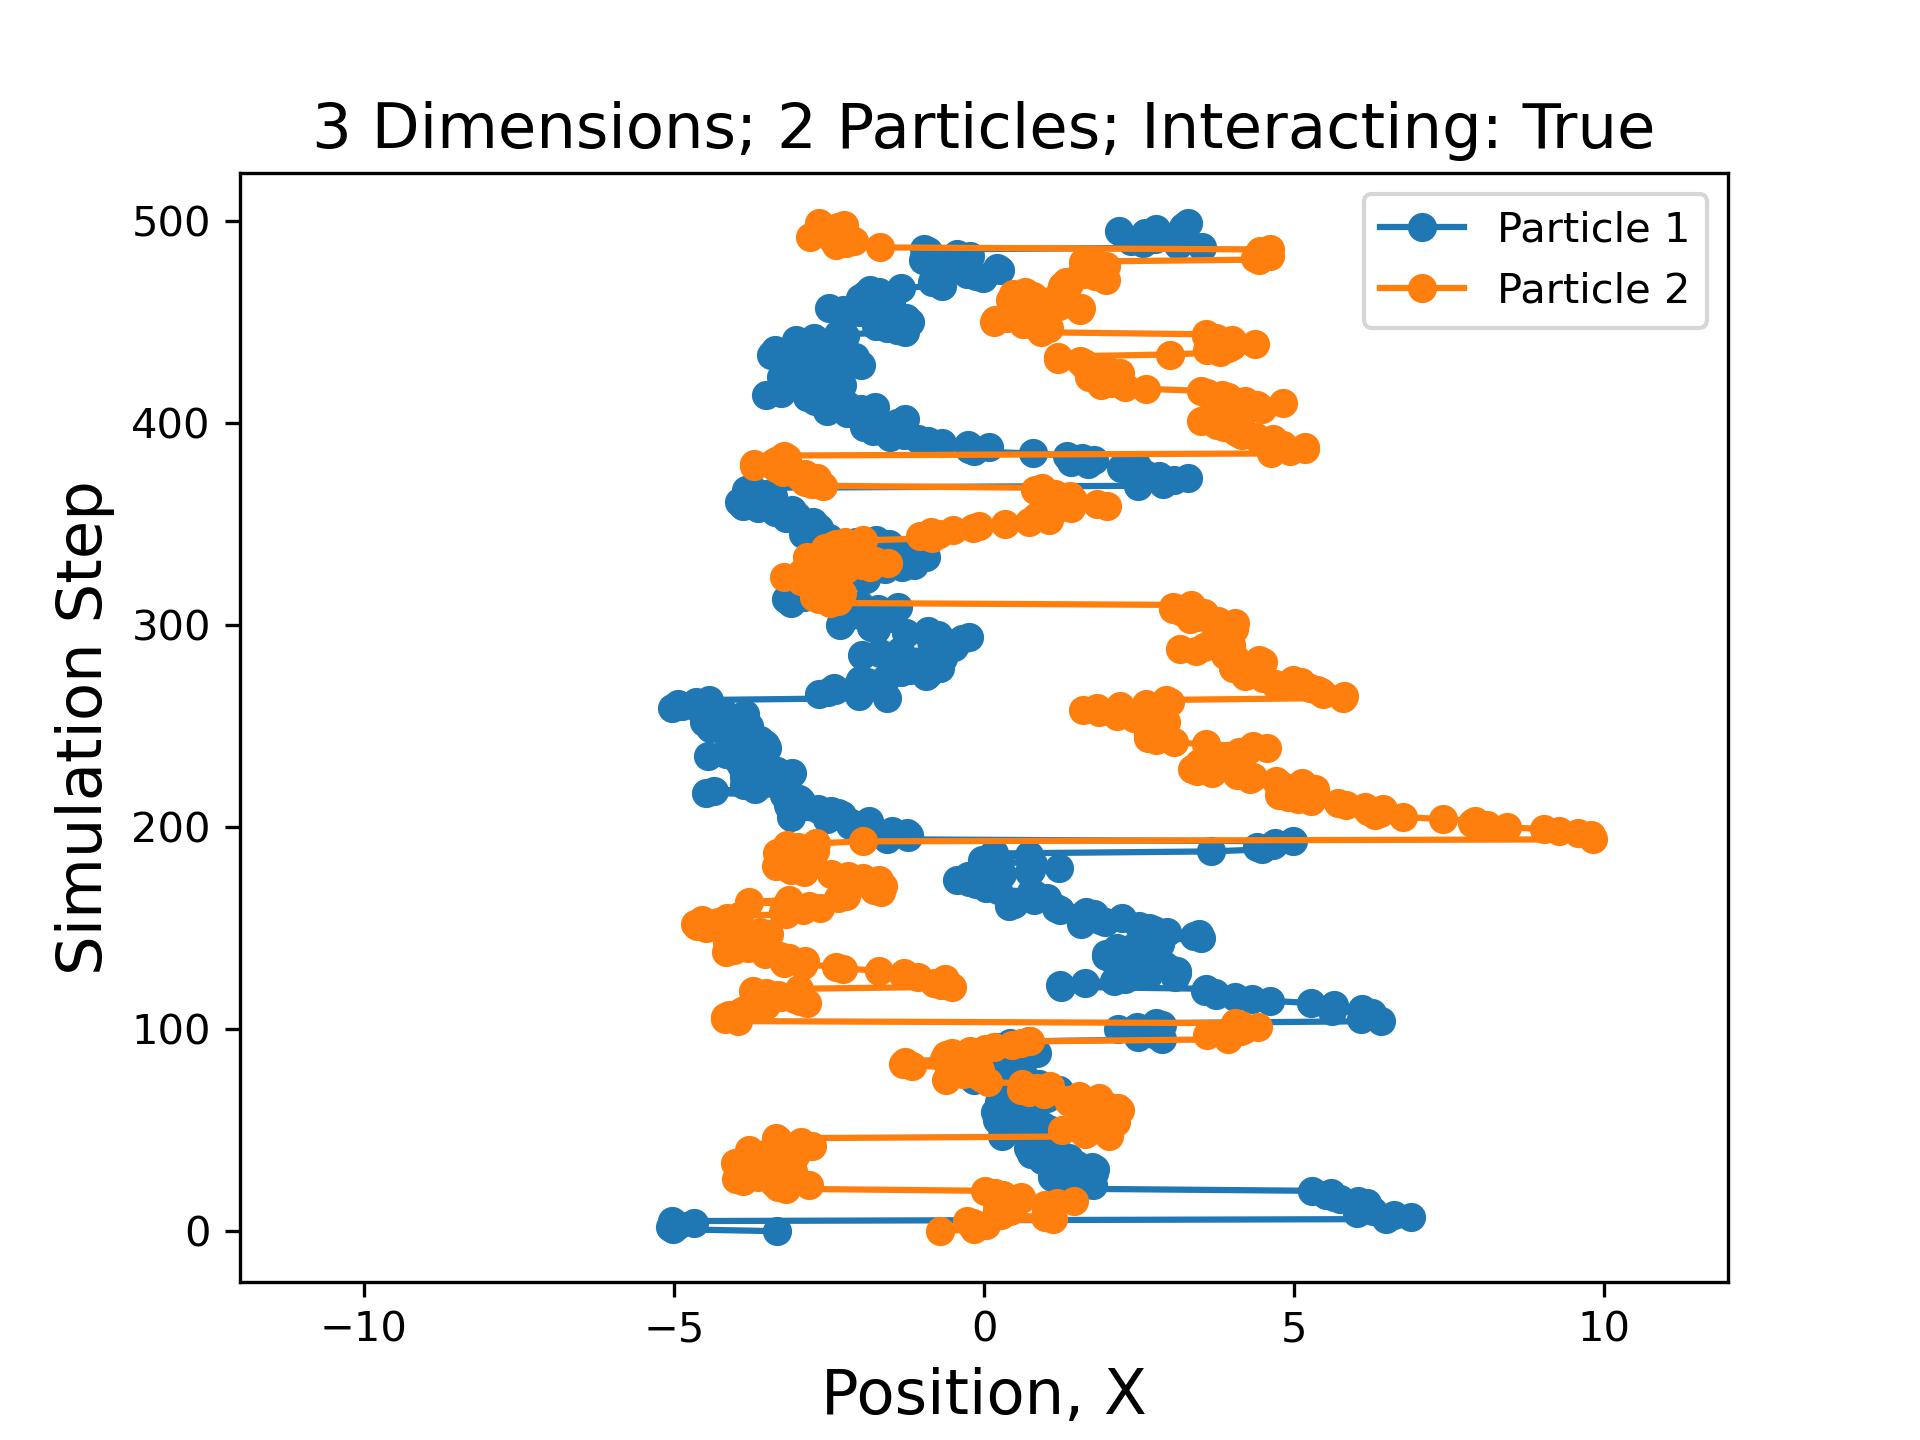 3 Dimensions; 2 Particles; Interacting: True
Particle 1
Particle 2
Simulation Step
500
400
300
200
100
0
−10
−5
0
5
10
Position, X